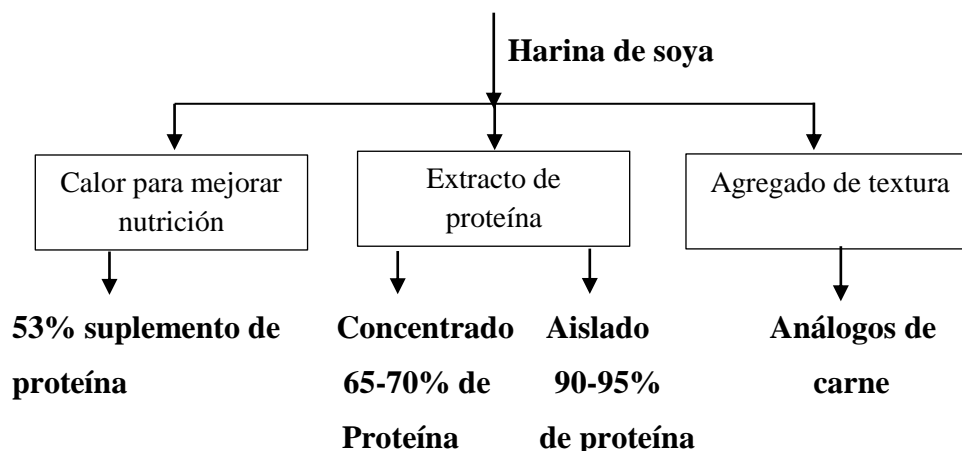 Harina de soya
Calor para mejorar
nutrición
Extracto de
proteína
Agregado de textura
53% suplemento de
proteína
Concentrado
65-70% de
Proteína
Aislado
90-95%
de proteína
Análogos de
carne